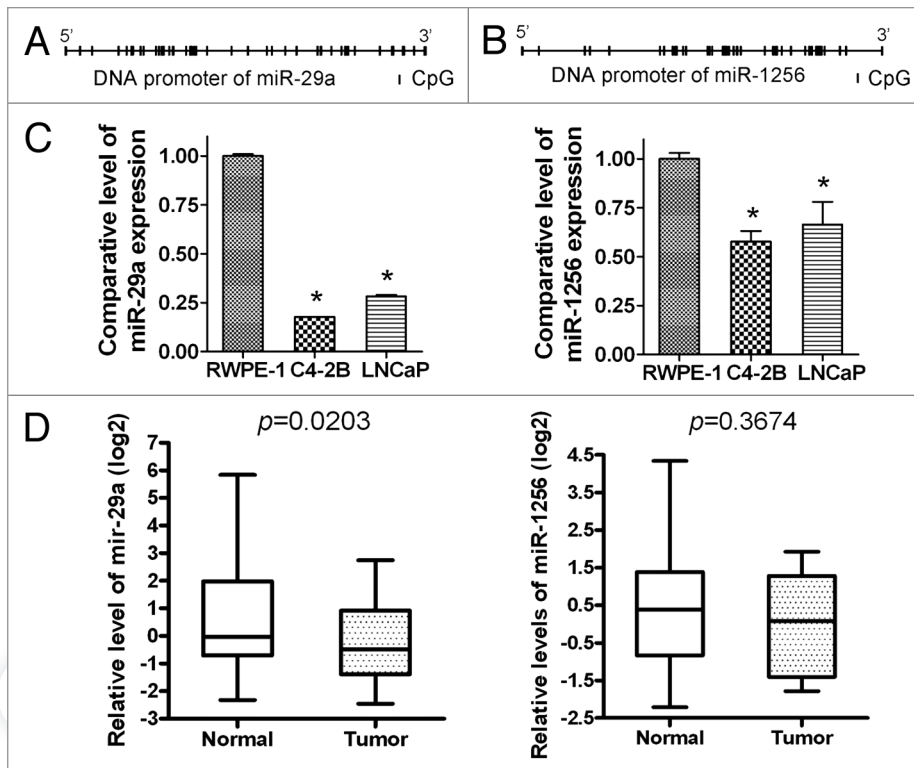 A
5'
3'
DNA promoter of miR-29a
CpG
B
5'
3'
DNA promoter of miR-1256
CpG
C
Comparative level of
miR-29a expression
1.00
0.75
0.50
0.25
0.00
*
*
RWPE-1 C4-2B LNCaP
Comparative level of
miR-1256 expression
1.00
0.75
0.50
0.25
0.00
*
*
RWPE-1 C4-2B LNCaP
D
p=0.0203
Relative level of mir-29a (log2)
7
6
5
4
3
2
1
0
-1
-2
-3
Normal Tumor
p=0.3674
Relative levels of miR-1256 (log2)
4.5
3.5
2.5
1.5
0.5
-0.5
-1.5
-2.5
Normal Tumor